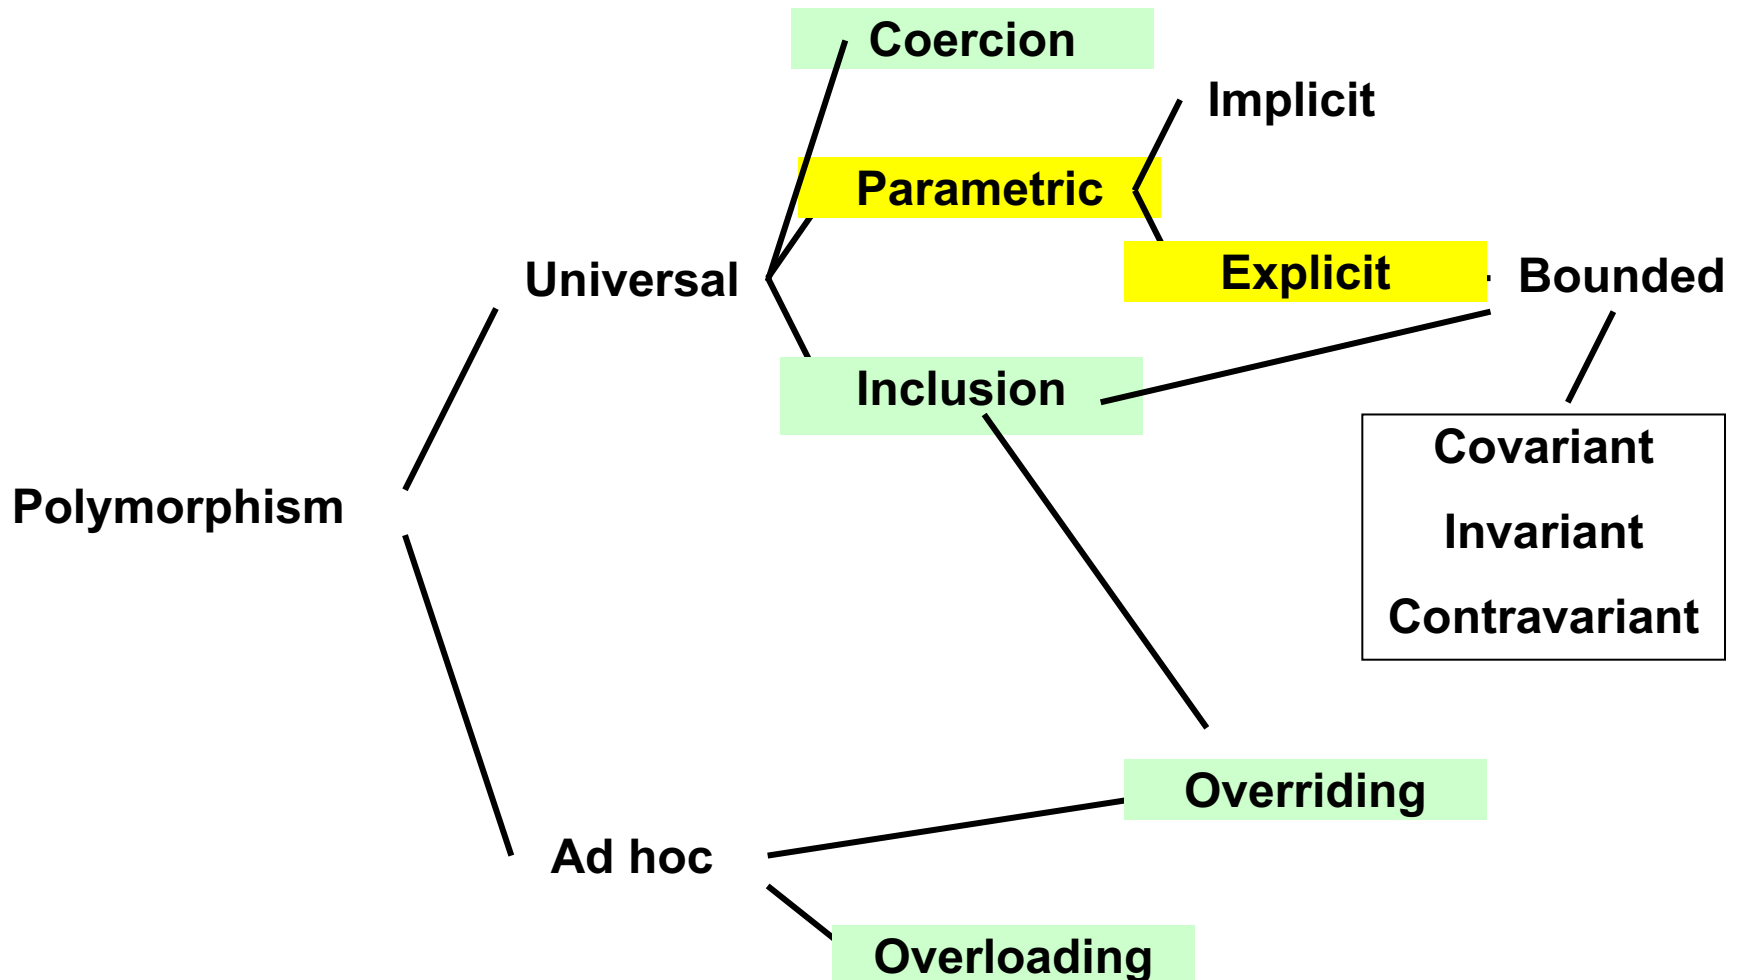 Coercion
Implicit
Parametric
Universal
Explicit
Bounded
Inclusion
Covariant
Polymorphism
Invariant
Contravariant
Overriding
Ad hoc
Overloading